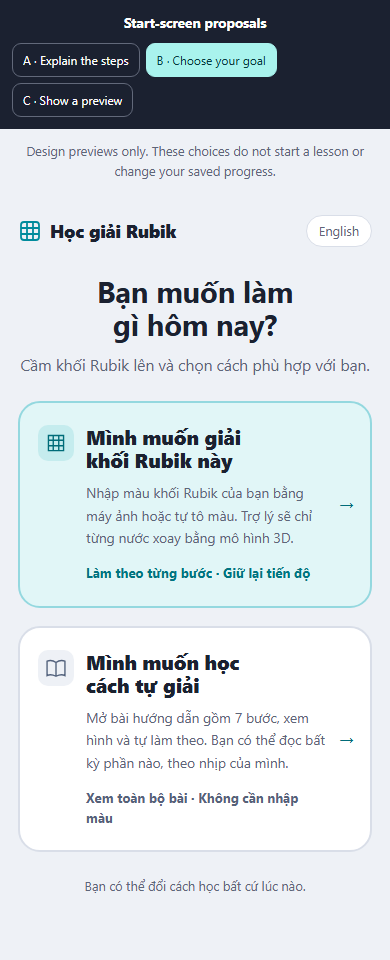 Start-screen proposals
A · Explain the steps
B · Choose your goal
C · Show a preview
Design previews only. These choices do not start a lesson or
change your saved progress.
Học giải Rubik
English
Bạn muốn làm
gì hôm nay?
Cầm khối Rubik lên và chọn cách phù hợp với bạn.
Mình muốn giải
khối Rubik này
Nhập màu khối Rubik của bạn bằng
máy ảnh hoặc tự tô màu. Trợ lý sẽ chỉ
từng nước xoay bằng mô hình 3D.
→
Làm theo từng bước · Giữ lại tiến độ
Mình muốn học
cách tự giải
Mở bài hướng dẫn gồm 7 bước, xem
hình và tự làm theo. Bạn có thể đọc bất
kỳ phần nào, theo nhịp của mình.
→
Xem toàn bộ bài · Không cần nhập
màu
Bạn có thể đổi cách học bất cứ lúc nào.